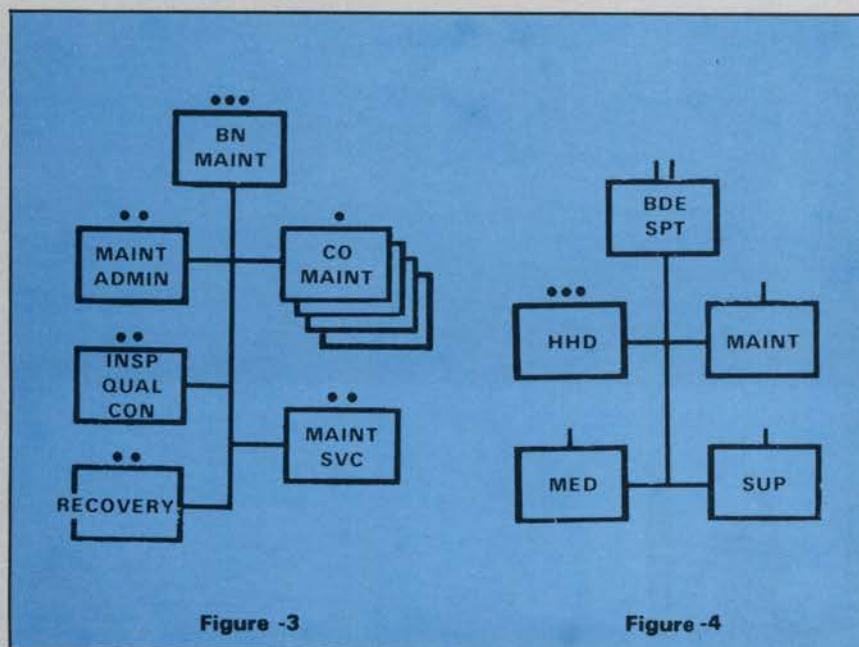 BN
MAINT
MAINT
ADMIN
CO
MAINT
INSP
QUAL
CON
MAINT
SVC
RECOVERY
Figure -3
BDE
SPT
HHD
MAINT
MED
SUP
Figure -4